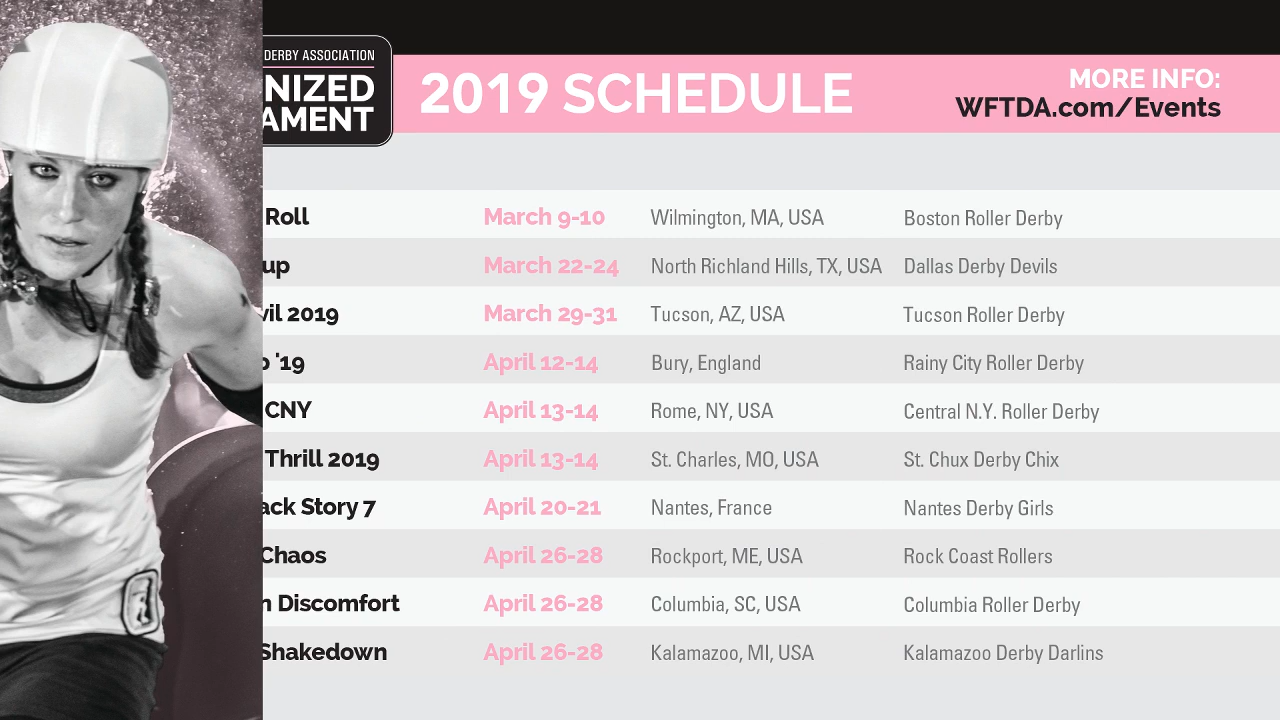 DERBY ASSOCIATION
2019 SCHEDULE
MORE INFO:
WFTDA.com/Events
Roll March 9-10 Wilmington, MA, USA Boston Roller Derby
up March 22-24 North Richland Hills, TX, USA Dallas Derby Devils
2019 March 29-31 Tucson, AZ, USA Tucson Roller Derby
'19 April 12-14 Bury, England Rainy City Roller Derby
CNY April 13-14 Rome, NY, USA Central N.Y. Roller Derby
Thrill 2019 April 13-14 St. Charles, MO, USA St. Chux Derby Chix
ack Story 7 April 20-21 Nantes, France Nantes Derby Girls
Chaos April 26-28 Rockport, ME, USA Rock Coast Rollers
Discomfort April 26-28 Columbia, SC, USA Columbia Roller Derby
Shakedown April 26-28 Kalamazoo, MI, USA Kalamazoo Derby Darlins